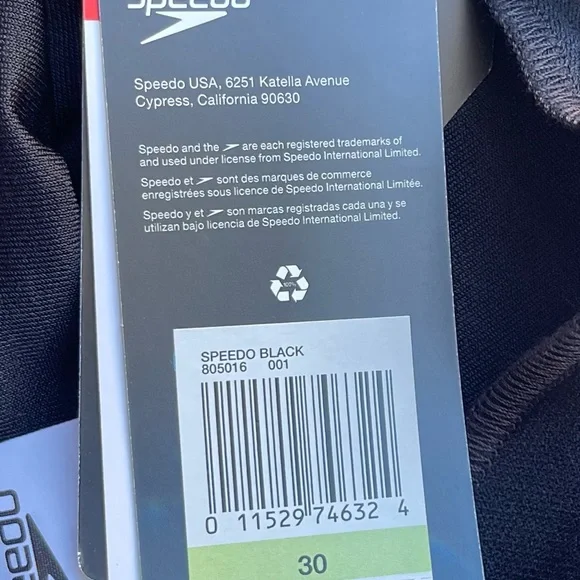 speedo
Speedo USA, 6251 Katella Avenue
Cypress, California 90630
Speedo and the are each registered trademarks of
and used under license from Speedo International Limited.
Speedo et sont des marques de commerce
enregistrées sous licence de Speedo International Limitée.
Speedo y et son marcas registradas cada una y se
utilizan bajo licencia de Speedo International Limited.
100%
SPEEDO BLACK
805016 001
0 11529 74632 4
30